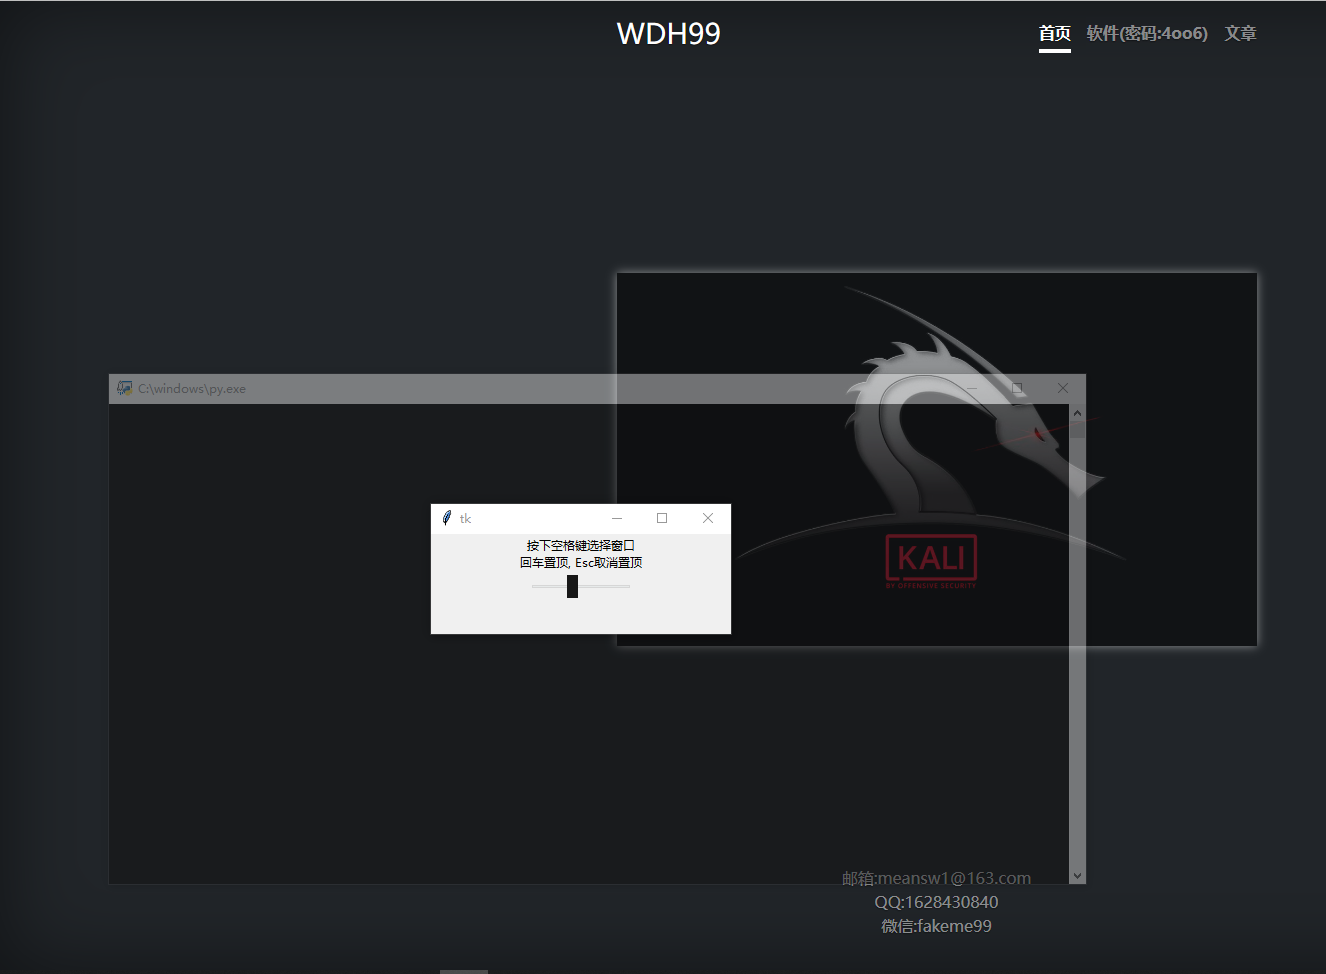 WDH99
首页 软件(密码:4oo6) 文章
C:\windows\py.exe
tk
按下空格键选择窗口
回车置顶, Esc取消置顶
KALI
BY OFFENSIVE SECURITY
邮箱:meansw1@163.com
QQ:1628430840
微信:fakeme99